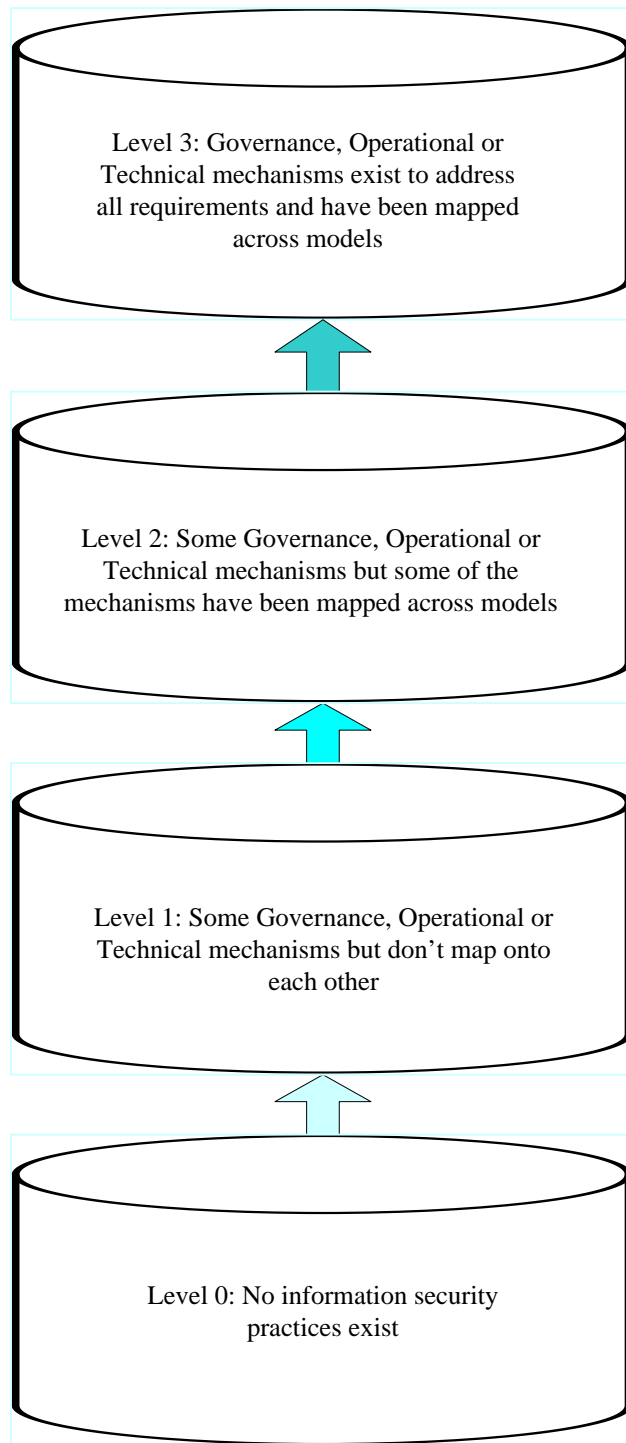 Level 3: Governance, Operational or
Technical mechanisms exist to address
all requirements and have been mapped
across models
Level 2: Some Governance, Operational or
Technical mechanisms but some of the
mechanisms have been mapped across models
Level 1: Some Governance, Operational or
Technical mechanisms but don’t map onto
each other
Level 0: No information security
practices exist